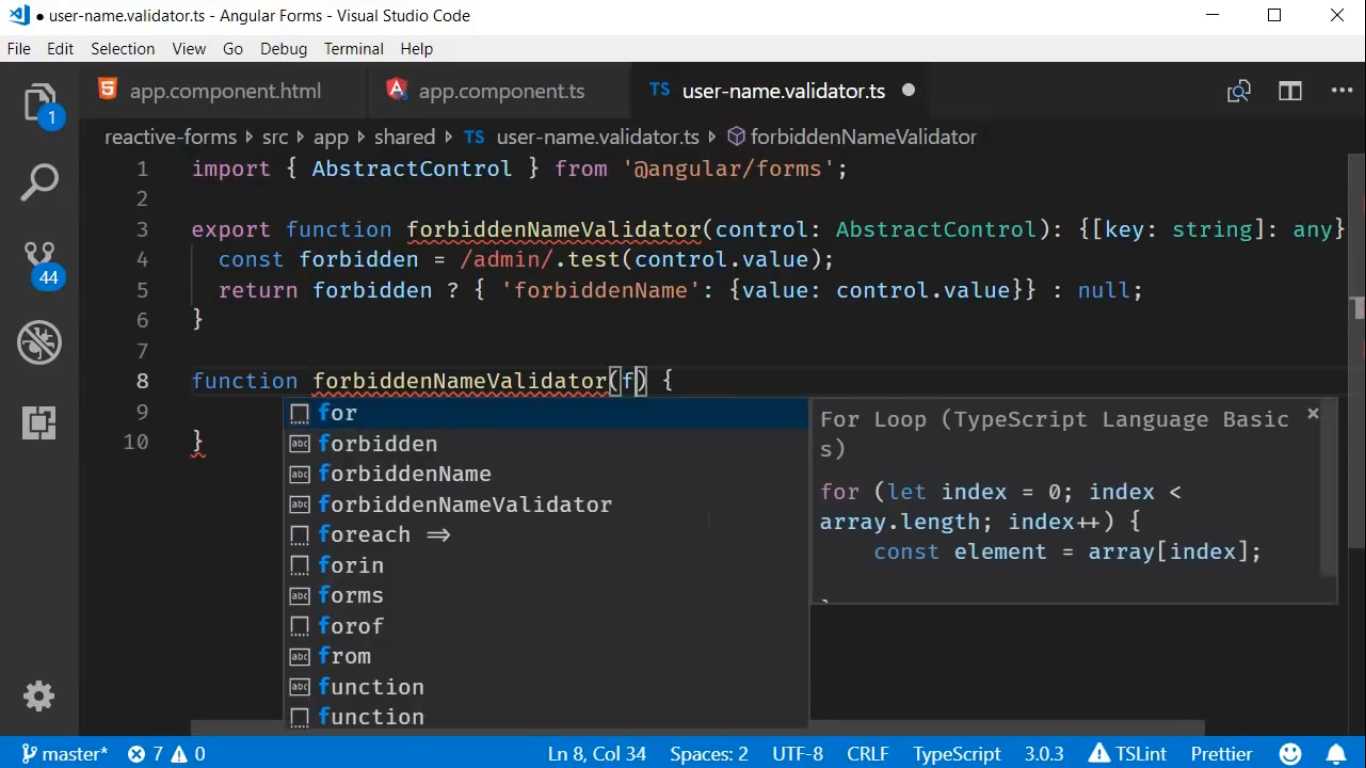 ● user-name.validator.ts - Angular Forms - Visual Studio Code
File Edit Selection View Go Debug Terminal Help
app.component.html app.component.ts TS user-name.validator.ts ●
reactive-forms › src › app › shared › TS user-name.validator.ts › forbiddenNameValidator
1 import { AbstractControl } from '@angular/forms';
2
3 export function forbiddenNameValidator(control: AbstractControl): {[key: string]: any}
4 const forbidden = /admin/.test(control.value);
5 return forbidden ? { 'forbiddenName': {value: control.value}} : null;
6 }
7
8 function forbiddenNameValidator(f) {
9
10 }
for
forbidden
forbiddenName
forbiddenNameValidator
foreach =>
forin
forms
forof
from
function
function
For Loop (TypeScript Language Basic ×
s)
for (let index = 0; index <
array.length; index++) {
const element = array[index];
1
44
master* 7 0 Ln 8, Col 34 Spaces: 2 UTF-8 CRLF TypeScript 3.0.3 TSLint Prettier